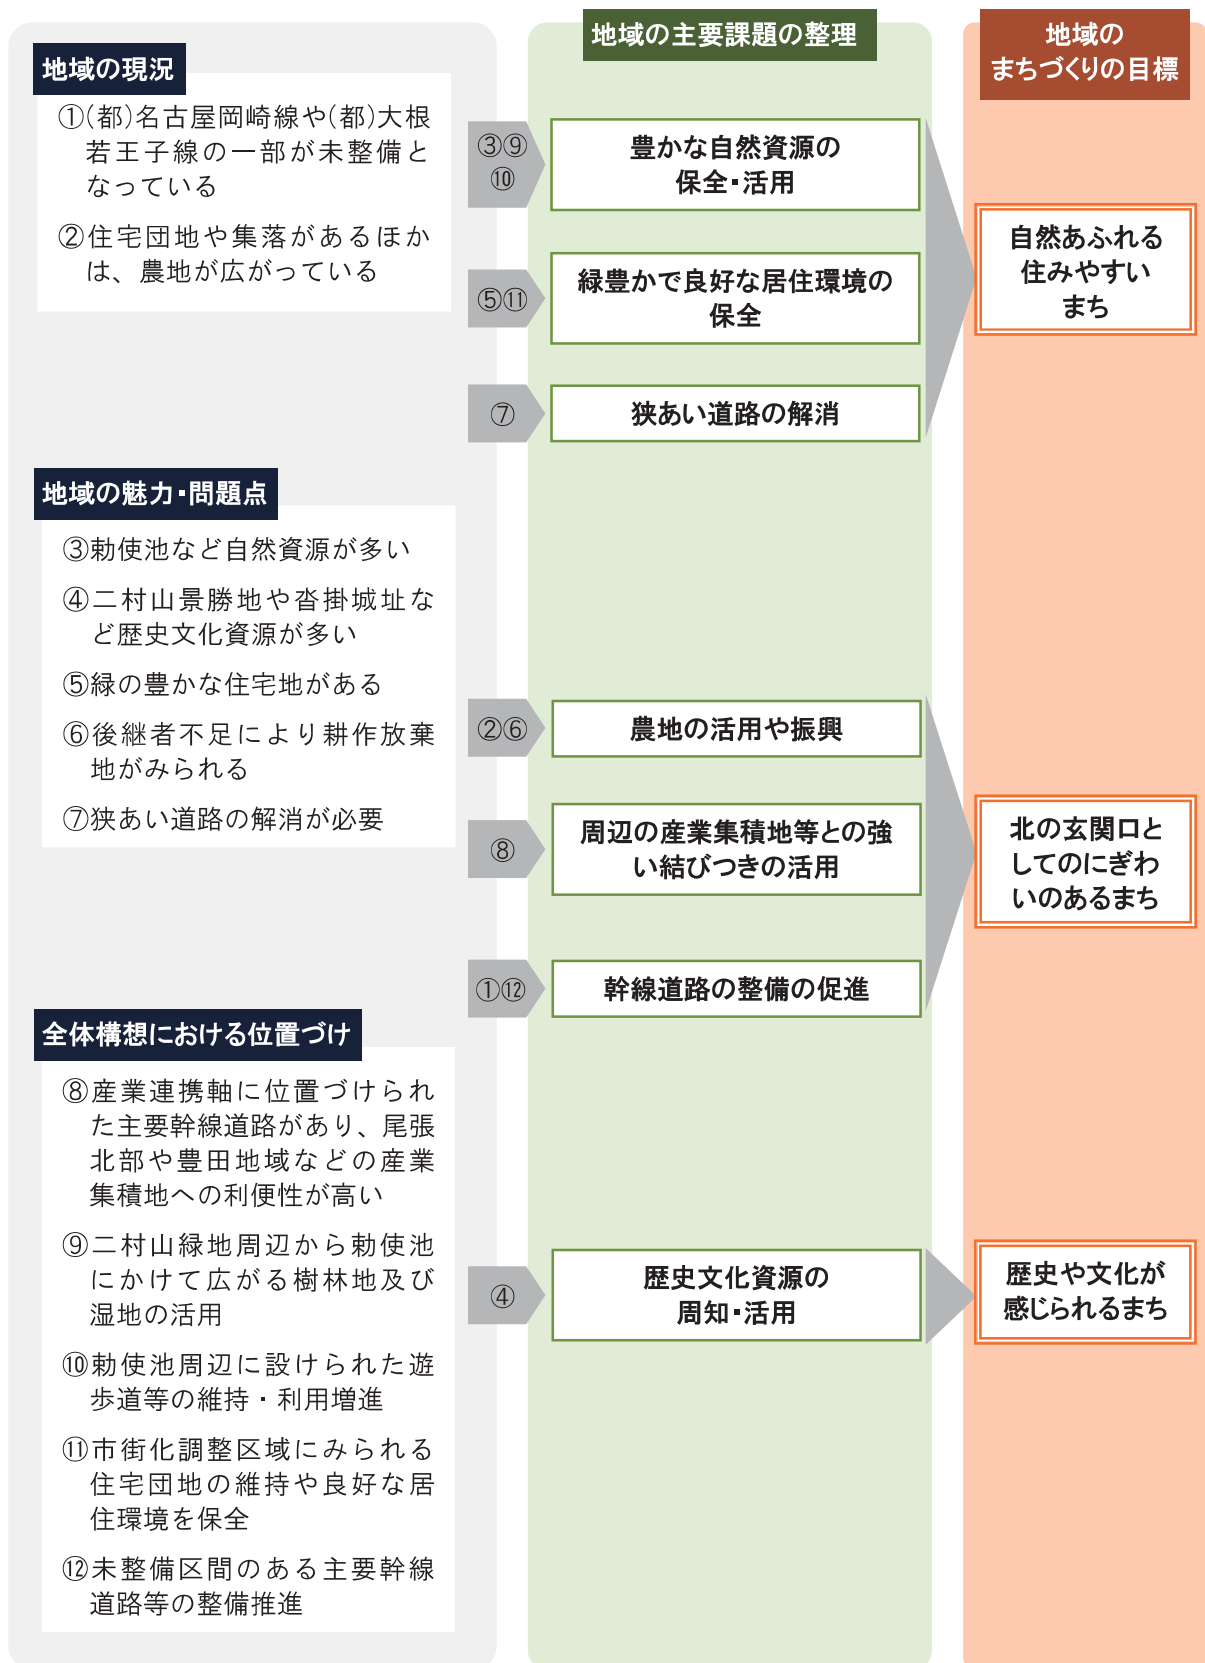 地域の現況
①(都)名古屋岡崎線や(都)大根
若王子線の一部が未整備と
なっている
②住宅団地や集落があるほか
は、農地が広がっている
地域の魅力・問題点
③勅使池など自然資源が多い
④二村山景勝地や沓掛城址な
ど歴史文化資源が多い
⑤緑の豊かな住宅地がある
⑥後継者不足により耕作放棄
地がみられる
⑦狭あい道路の解消が必要
全体構想における位置づけ
⑧産業連携軸に位置づけられ
た主要幹線道路があり、尾張
北部や豊田地域などの産業
集積地への利便性が高い
⑨二村山緑地周辺から勅使池
にかけて広がる樹林地及び
湿地の活用
⑩勅使池周辺に設けられた遊
歩道等の維持・利用増進
⑪市街化調整区域にみられる
住宅団地の維持や良好な居
住環境を保全
⑫未整備区間のある主要幹線
道路等の整備推進
地域の主要課題の整理
③⑨
⑩
豊かな自然資源の
保全・活用
⑤⑪
緑豊かで良好な居住環境の
保全
⑦
狭あい道路の解消
②⑥
農地の活用や振興
⑧
周辺の産業集積地等との強
い結びつきの活用
①⑫
幹線道路の整備の促進
④
歴史文化資源の
周知・活用
地域の
まちづくりの目標
自然あふれる
住みやすい
まち
北の玄関口と
してのにぎわ
いのあるまち
歴史や文化が
感じられるまち